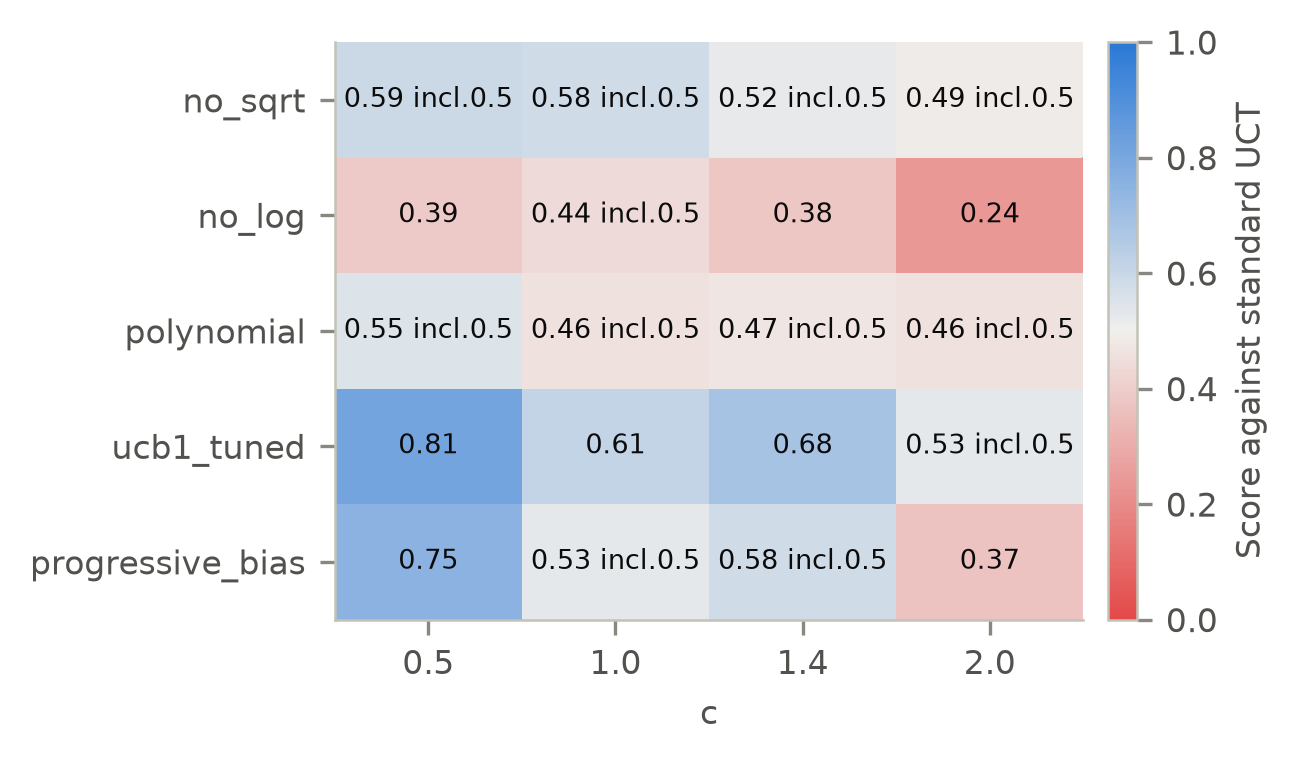 no_sqrt 0.59 incl.0.5 0.58 incl.0.5 0.52 incl.0.5 0.49 incl.0.5
no_log 0.39 0.44 incl.0.5 0.38 0.24
polynomial 0.55 incl.0.5 0.46 incl.0.5 0.47 incl.0.5 0.46 incl.0.5
ucb1_tuned 0.81 0.61 0.68 0.53 incl.0.5
progressive_bias 0.75 0.53 incl.0.5 0.58 incl.0.5 0.37
0.5 1.0 1.4 2.0
c
1.0
0.8
0.6
0.4
0.2
0.0
Score against standard UCT